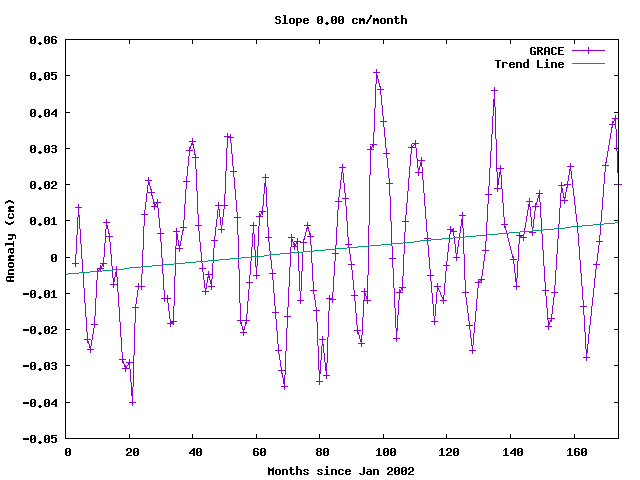 Slope 0.00 cm/month
GRACE
Trend Line
0.06
0.05
0.04
0.03
0.02
0.01
0
-0.01
-0.02
-0.03
-0.04
-0.05
Anomaly (cm)
0 20 40 60 80 100 120 140 160
Months since Jan 2002